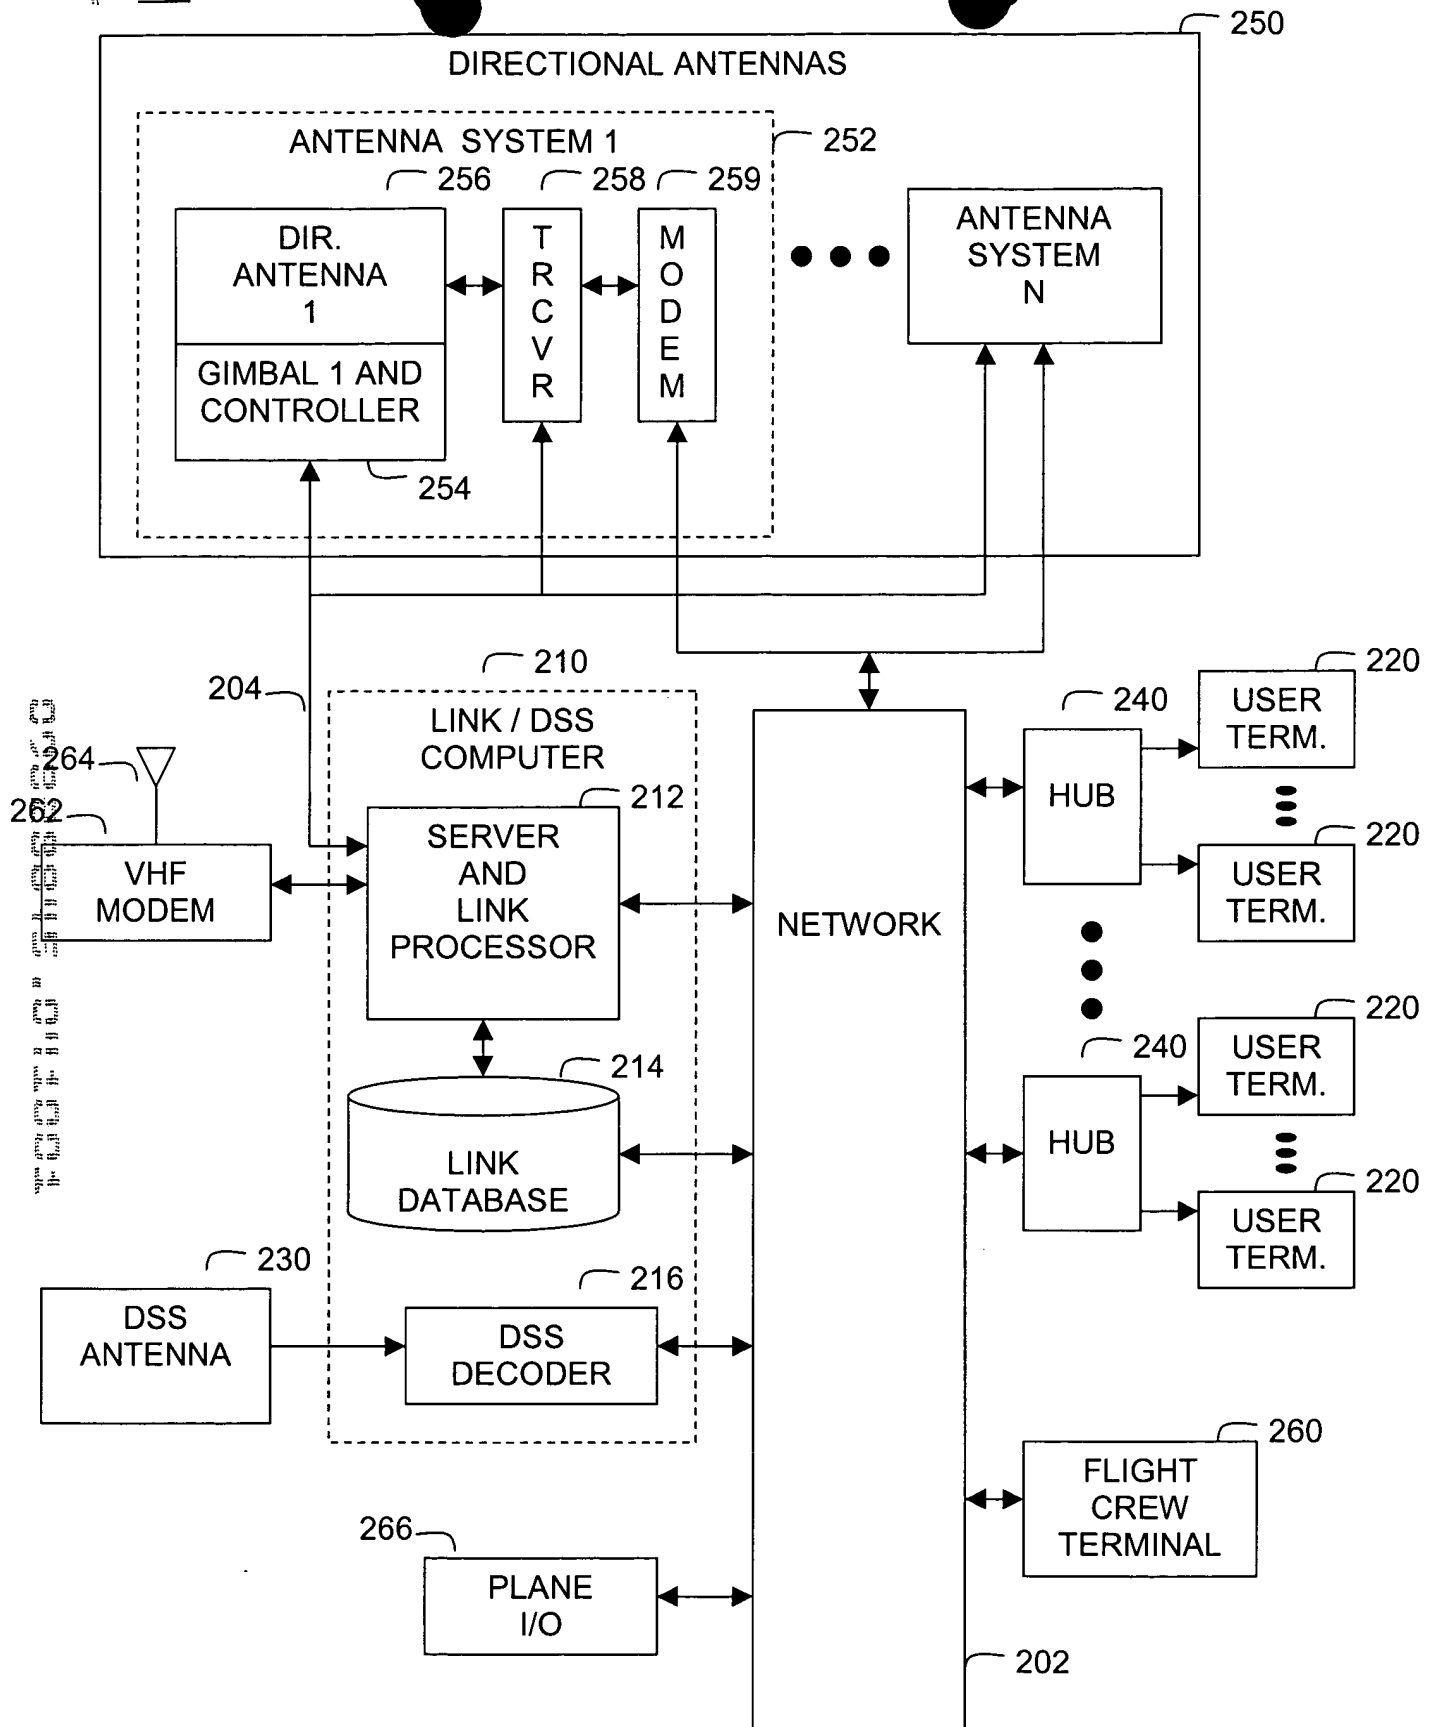 250
DIRECTIONAL ANTENNAS
ANTENNA SYSTEM 1
252
256
258
259
DIR.
ANTENNA
1
TRCVR
MODEM
ANTENNA
SYSTEM
N
GIMBAL 1 AND
CONTROLLER
254
210
204
LINK / DSS
COMPUTER
220
USER
TERM.
240
HUB
264
262
212
VHF
MODEM
SERVER
AND
LINK
PROCESSOR
NETWORK
220
USER
TERM.
220
USER
TERM.
240
HUB
214
LINK
DATABASE
220
USER
TERM.
230
DSS
ANTENNA
216
DSS
DECODER
260
FLIGHT
CREW
TERMINAL
266
PLANE
I/O
202